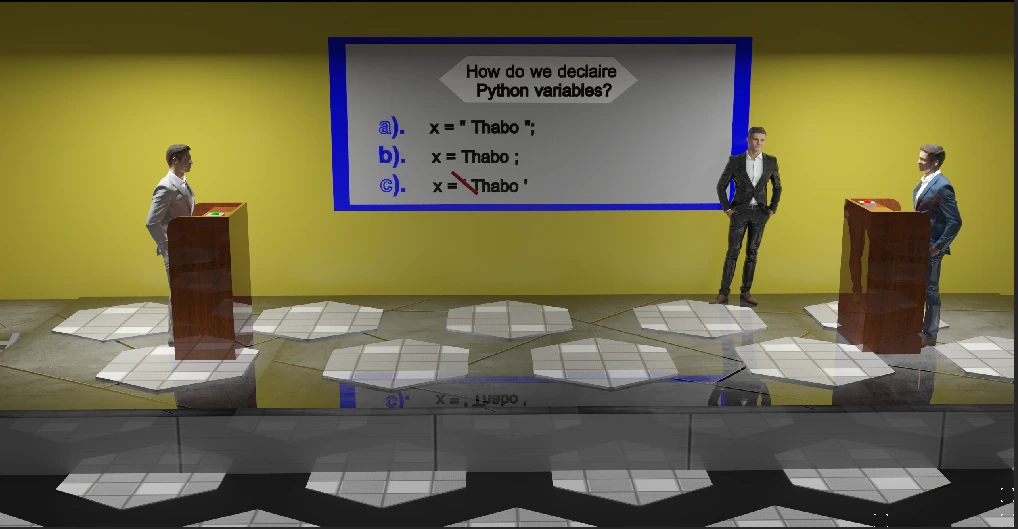 How do we declaire
Python variables?
a). x = " Thabo ";
b). x = Thabo ;
c). x = ' Thabo '